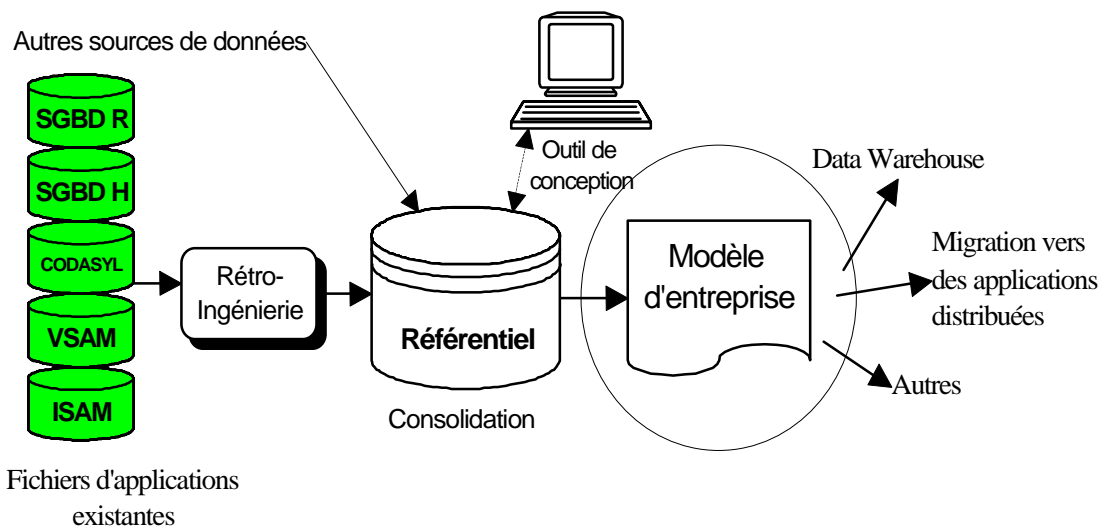 Autres sources de données
SGBD R
SGBD H
CODASYL
VSAM
ISAM
Fichiers d'applications
existantes
Rétro-
Ingénierie
Référentiel
Consolidation
Outil de
conception
Modèle
d'entreprise
Data Warehouse
Migration vers
des applications
distribuées
Autres